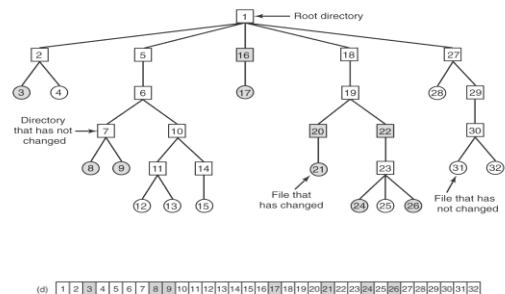 1 Root directory
2 5 16 18 27
3 4 6 17 19 28 29
Directory
that has not
changed
7 10 20 22 30
8 9 11 14 21 23 31 32
File that
has changed
File that has
not changed
12 13 15 24 25 26
(d) 1 2 3 4 5 6 7 8 9 10 11 12 13 14 15 16 17 18 19 20 21 22 23 24 25 26 27 28 29 30 31 32